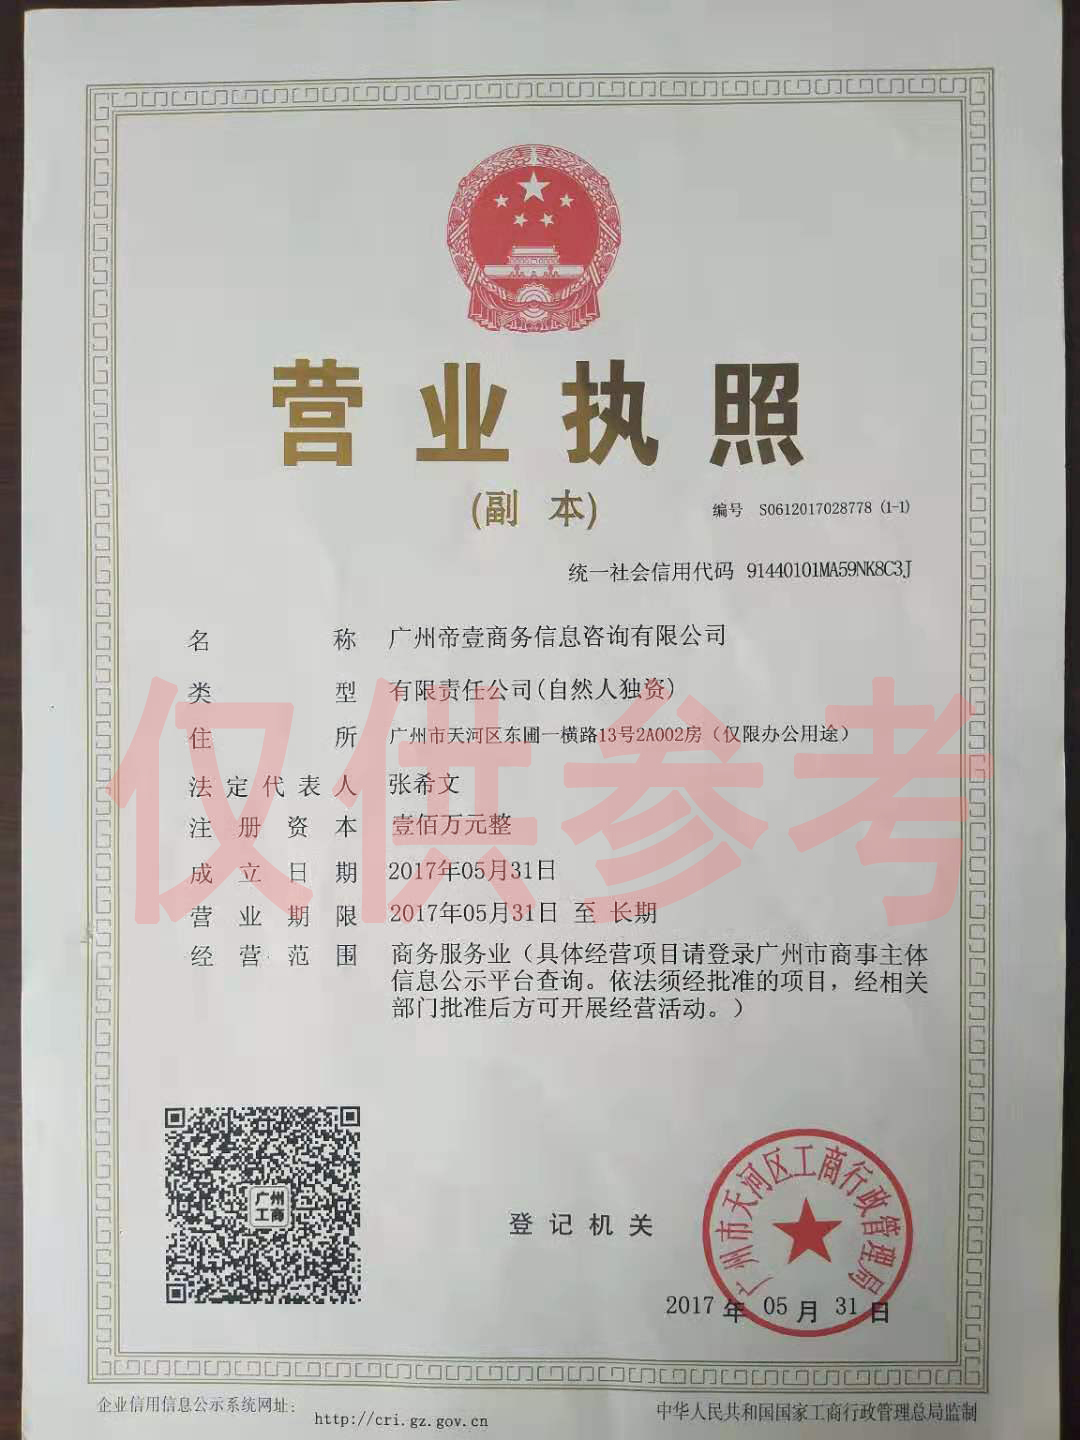 营业执照
(副 本)
编号 S0612017028778 (1-1)
统一社会信用代码 91440101MA59NK8C3J
名称 广州帝壹商务信息咨询有限公司
类型 有限责任公司(自然人独资)
住所 广州市天河区东圃一横路13号2A002房（仅限办公用途）
法定代表人 张希文
注册资本 壹佰万元整
成立日期 2017年05月31日
营业期限 2017年05月31日 至 长期
经营范围 商务服务业（具体经营项目请登录广州市商事主体
信息公示平台查询。依法须经批准的项目，经相关
部门批准后方可开展经营活动。）
仅供参考
广州
工商
登记机关
广州市天河区工商行政管理局
2017 年 05 月 31 日
企业信用信息公示系统网址：
http://cri.gz.gov.cn
中华人民共和国国家工商行政管理总局监制